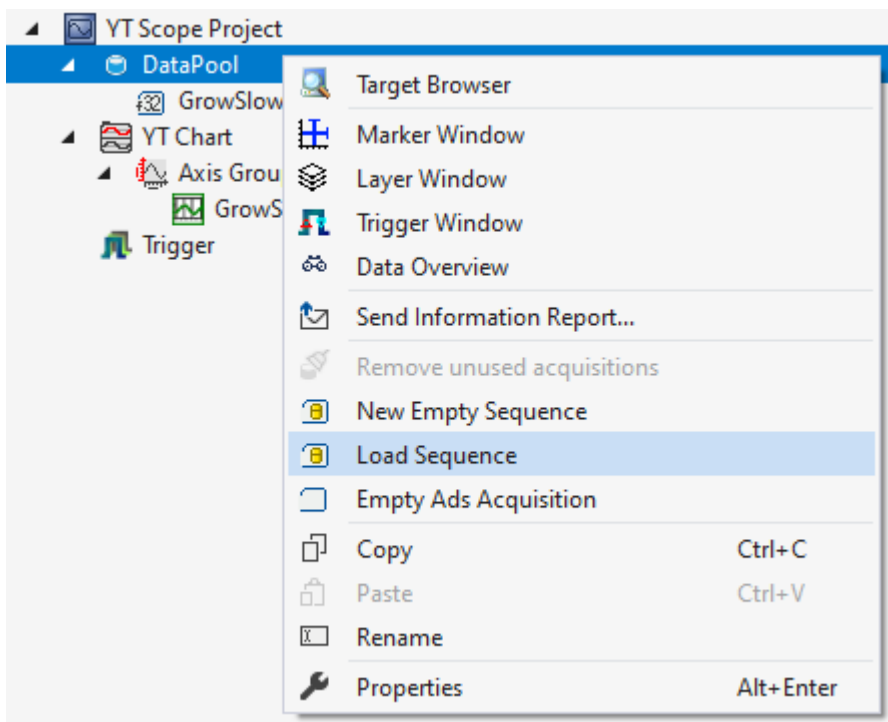 YT Scope Project
DataPool
GrowSlow
YT Chart
Axis Grou
GrowS
Trigger
Target Browser
Marker Window
Layer Window
Trigger Window
Data Overview
Send Information Report...
Remove unused acquisitions
New Empty Sequence
Load Sequence
Empty Ads Acquisition
Copy Ctrl+C
Paste Ctrl+V
Rename
Properties Alt+Enter